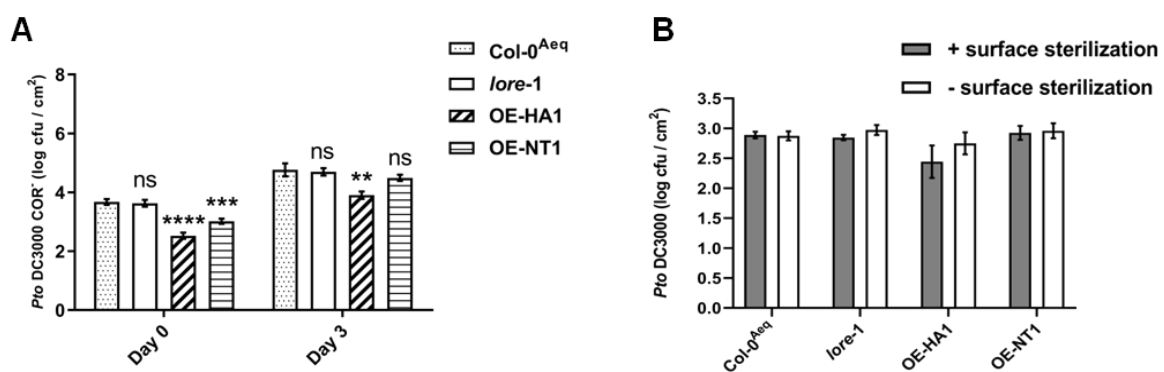 A
Pto DC3000 COR⁻ (log cfu / cm²)
8
6
4
2
0
ns
****
***
ns
**
ns
Day 0
Day 3
Col-0ᴬᵉq
lore-1
OE-HA1
OE-NT1
B
+ surface sterilization
- surface sterilization
Pto DC3000 (log cfu / cm²)
3.5
3.0
2.5
2.0
1.5
1.0
0.5
0.0
Col-0ᴬᵉq
lore-1
OE-HA1
OE-NT1